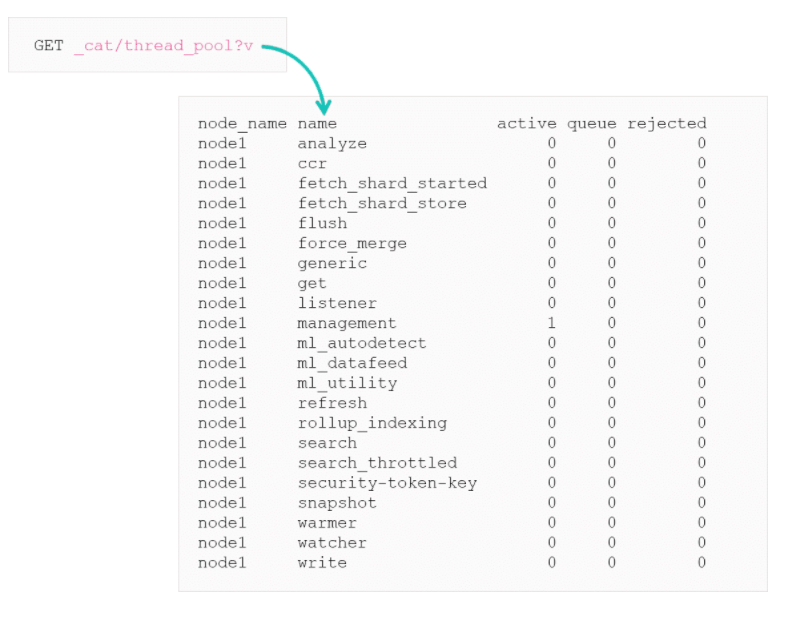 GET _cat/thread_pool?v
node_name name active queue rejected
node1 analyze 0 0 0
node1 ccr 0 0 0
node1 fetch_shard_started 0 0 0
node1 fetch_shard_store 0 0 0
node1 flush 0 0 0
node1 force_merge 0 0 0
node1 generic 0 0 0
node1 get 0 0 0
node1 listener 0 0 0
node1 management 1 0 0
node1 ml_autodetect 0 0 0
node1 ml_datafeed 0 0 0
node1 ml_utility 0 0 0
node1 refresh 0 0 0
node1 rollup_indexing 0 0 0
node1 search 0 0 0
node1 search_throttled 0 0 0
node1 security-token-key 0 0 0
node1 snapshot 0 0 0
node1 warmer 0 0 0
node1 watcher 0 0 0
node1 write 0 0 0